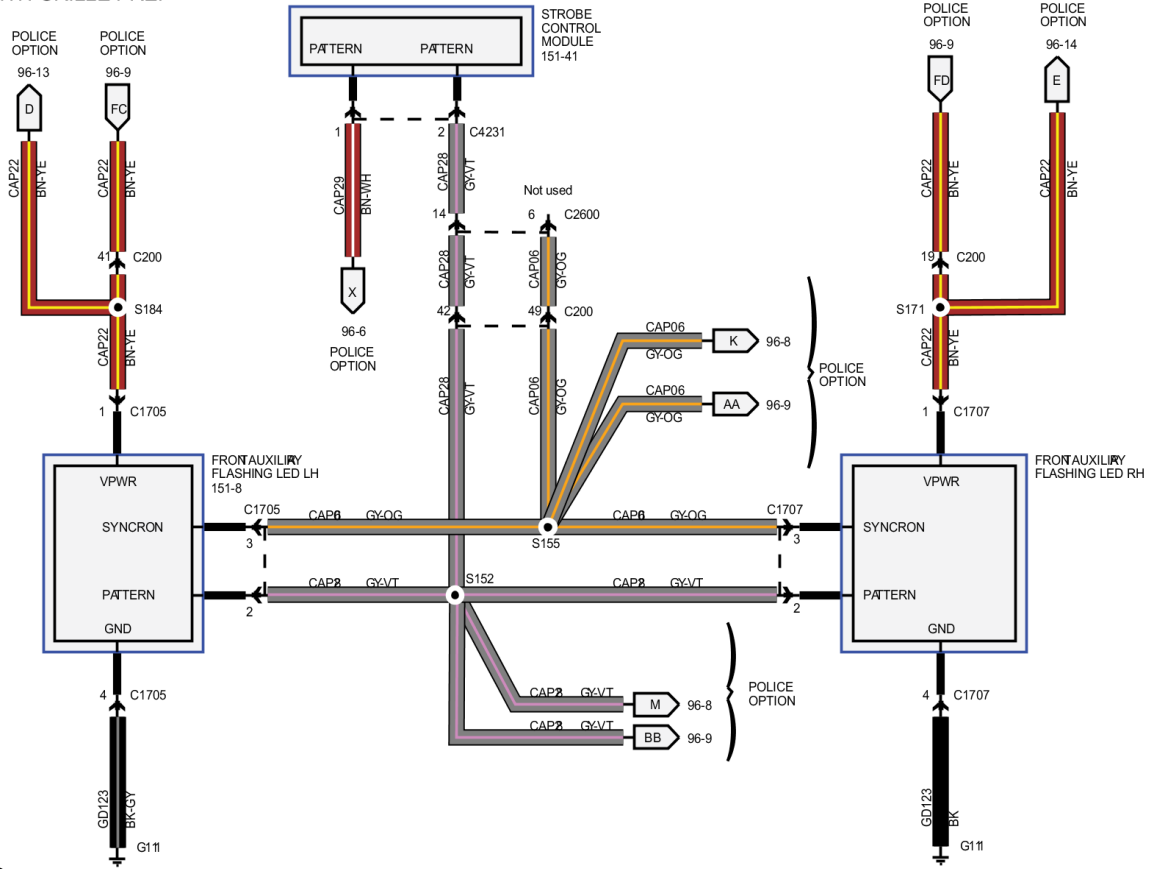 POLICE
OPTION
96-13
D
POLICE
OPTION
96-9
FC
CAP22
BN-YE
CAP22
BN-YE
41
C200
S184
CAP22
BN-YE
1
C1705
STROBE
CONTROL
MODULE
151-41
PATTERN
PATTERN
1
2
C4231
CAP29
BN-WH
X
96-6
POLICE
OPTION
CAP28
GY-VT
14
Not used
6
C2600
CAP28
GY-VT
CAP06
GY-OG
42
49
C200
CAP28
GY-VT
CAP06
GY-OG
CAP06
GY-OG
K
96-8
CAP06
GY-OG
AA
96-9
POLICE
OPTION
POLICE
OPTION
96-9
FD
POLICE
OPTION
96-14
E
CAP22
BN-YE
CAP22
BN-YE
19
C200
S171
CAP22
BN-YE
1
C1707
FRONT AUXILIARY
FLASHING LED LH
151-8
VPWR
SYNCRON
PATTERN
GND
C1705
3
2
CAP06
GY-OG
S155
CAP06
GY-OG
C1707
3
CAP28
GY-VT
S152
CAP28
GY-VT
2
FRONT AUXILIARY
FLASHING LED RH
VPWR
SYNCRON
PATTERN
GND
CAP28
GY-VT
M
96-8
CAP28
GY-VT
BB
96-9
POLICE
OPTION
4
C1705
GD123
BK-GY
G111
4
C1707
GD123
BK
G111